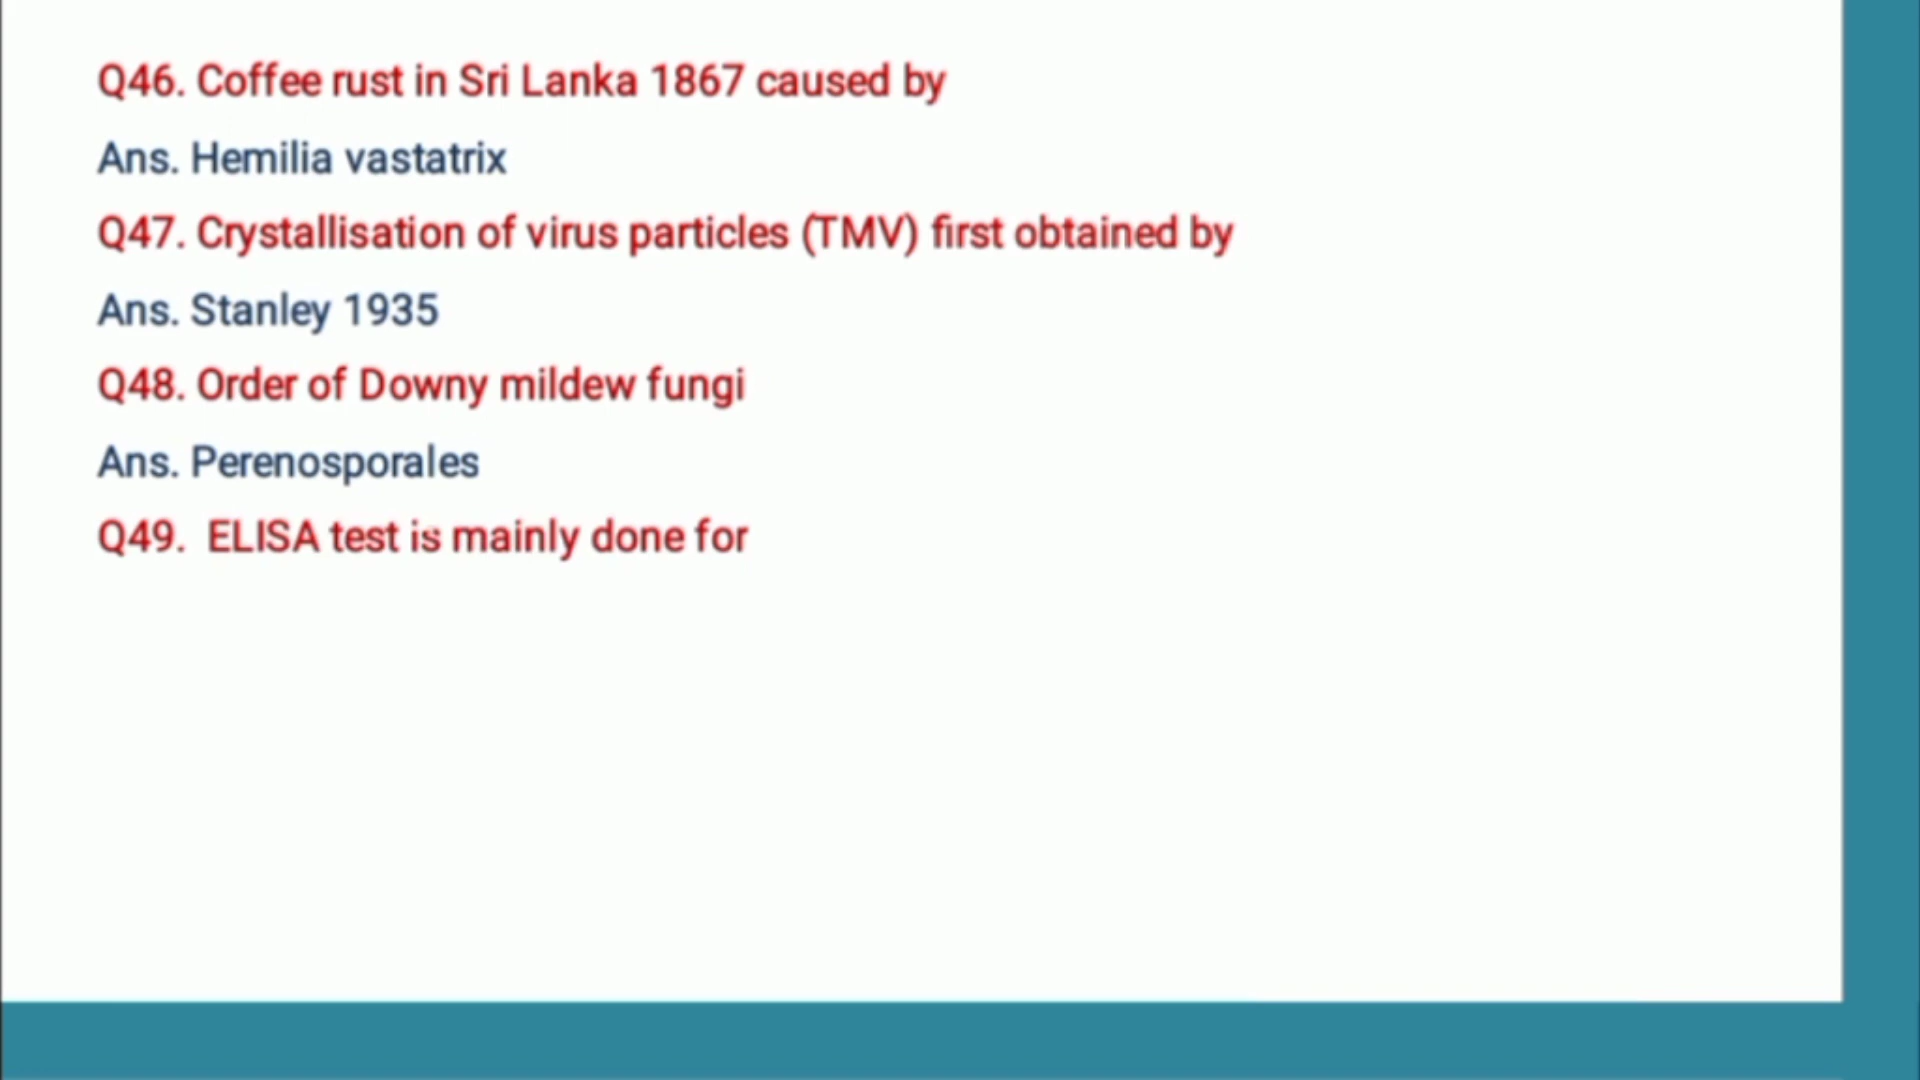 Q46. Coffee rust in Sri Lanka 1867 caused by
Ans. Hemilia vastatrix
Q47. Crystallisation of virus particles (TMV) first obtained by
Ans. Stanley 1935
Q48. Order of Downy mildew fungi
Ans. Perenosporales
Q49. ELISA test is mainly done for